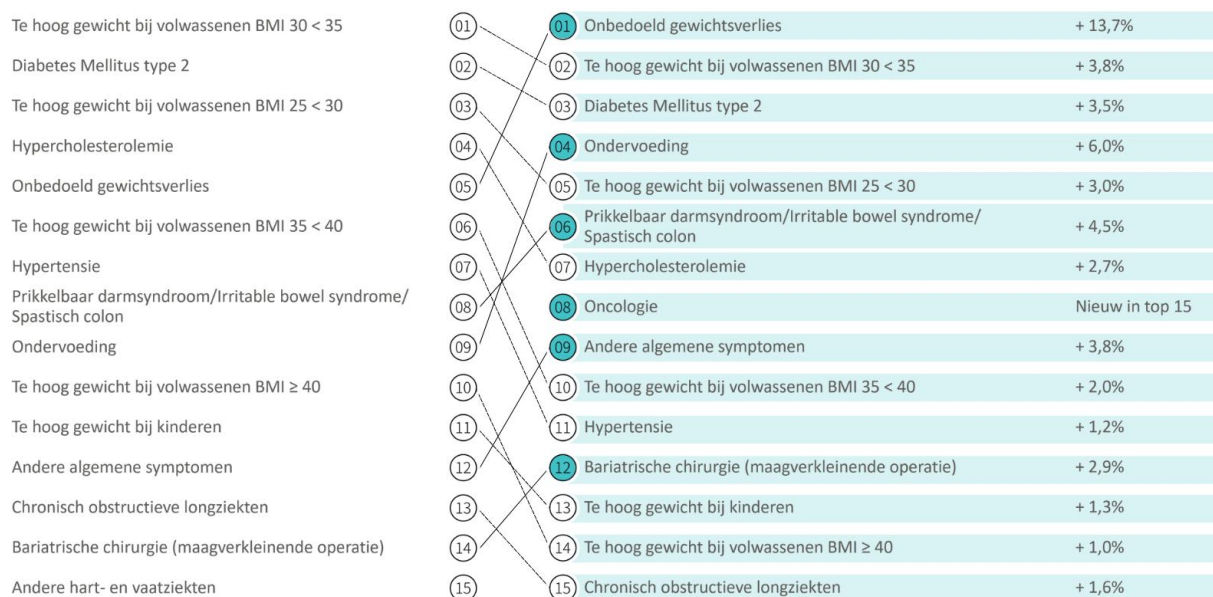 Te hoog gewicht bij volwassenen BMI 30 < 35 01 01 Onbedoeld gewichtsverlies + 13,7%
Diabetes Mellitus type 2 02 02 Te hoog gewicht bij volwassenen BMI 30 < 35 + 3,8%
Te hoog gewicht bij volwassenen BMI 25 < 30 03 03 Diabetes Mellitus type 2 + 3,5%
Hypercholesterolemie 04 04 Ondervoeding + 6,0%
Onbedoeld gewichtsverlies 05 05 Te hoog gewicht bij volwassenen BMI 25 < 30 + 3,0%
Te hoog gewicht bij volwassenen BMI 35 < 40 06 06 Prikkelbaar darmsyndroom/Irritable bowel syndrome/
Spastisch colon + 4,5%
Hypertensie 07 07 Hypercholesterolemie + 2,7%
Prikkelbaar darmsyndroom/Irritable bowel syndrome/
Spastisch colon 08 08 Oncologie Nieuw in top 15
Ondervoeding 09 09 Andere algemene symptomen + 3,8%
Te hoog gewicht bij volwassenen BMI ≥ 40 10 10 Te hoog gewicht bij volwassenen BMI 35 < 40 + 2,0%
Te hoog gewicht bij kinderen 11 11 Hypertensie + 1,2%
Andere algemene symptomen 12 12 Bariatrische chirurgie (maagverkleinende operatie) + 2,9%
Chronisch obstructieve longziekten 13 13 Te hoog gewicht bij kinderen + 1,3%
Bariatrische chirurgie (maagverkleinende operatie) 14 14 Te hoog gewicht bij volwassenen BMI ≥ 40 + 1,0%
Andere hart- en vaatziekten 15 15 Chronisch obstructieve longziekten + 1,6%